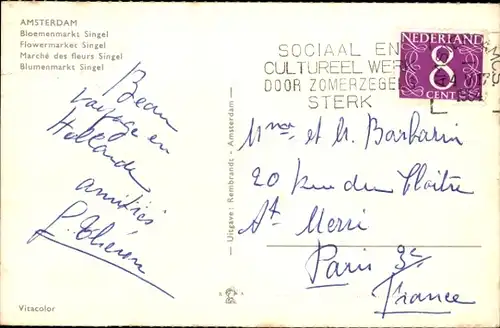 AMSTERDAM
Bloemenmarkt Singel
Flowermarket Singel
Marché des fleurs Singel
Blumenmarkt Singel
Beau
voyage en
Hollande
amitiés
Uitgave: Rembrandt - Amsterdam
Vitacolor
SOCIAAL EN
CULTUREEL WERK
DOOR ZOMERZEGEL
STERK
NEDERLAND
8
CENT
Mme et M. Barbarin
20 Rue du Cloître
St Merri
Paris 3e
France